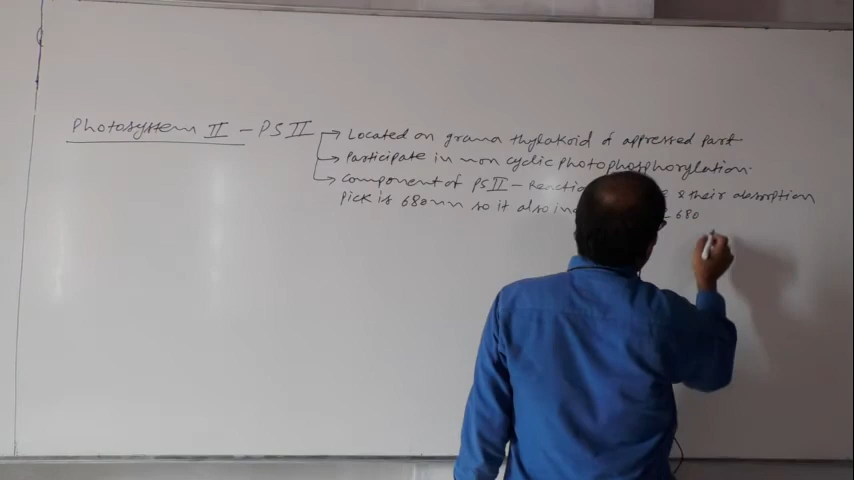 Photosystem II - PS II → Located on grana thylakoid of appressed part
→ Participate in non cyclic photophosphorylation.
→ Component of PS II - Reaction & their absorption
pick is 680nm so it also 680